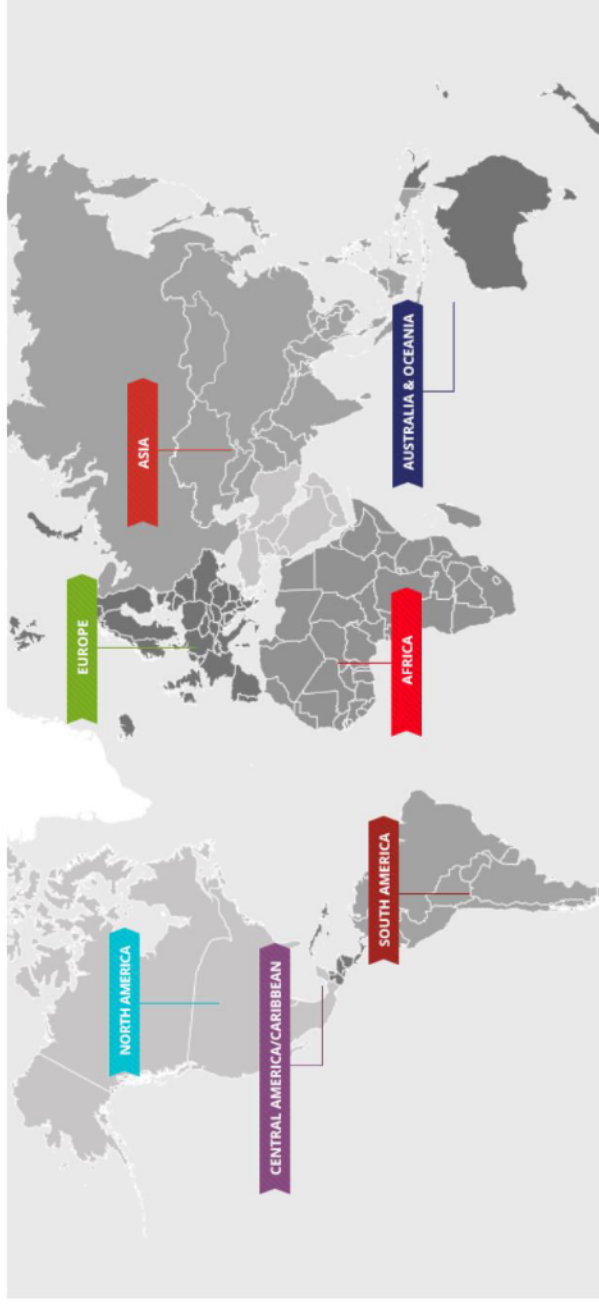 NORTH AMERICA
CENTRAL AMERICA/CARIBBEAN
SOUTH AMERICA
EUROPE
AFRICA
ASIA
AUSTRALIA & OCEANIA